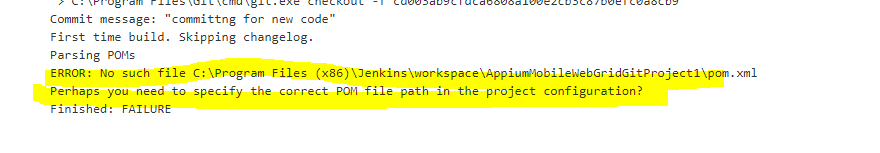 > C:\Program Files\Git\cmd\git.exe checkout -f cd003ab9cfdca6808a100e2cb3c87b0efc0a8cb9
Commit message: "committng for new code"
First time build. Skipping changelog.
Parsing POMs
ERROR: No such file C:\Program Files (x86)\Jenkins\workspace\AppiumMobileWebGridGitProject1\pom.xml
Perhaps you need to specify the correct POM file path in the project configuration?
Finished: FAILURE